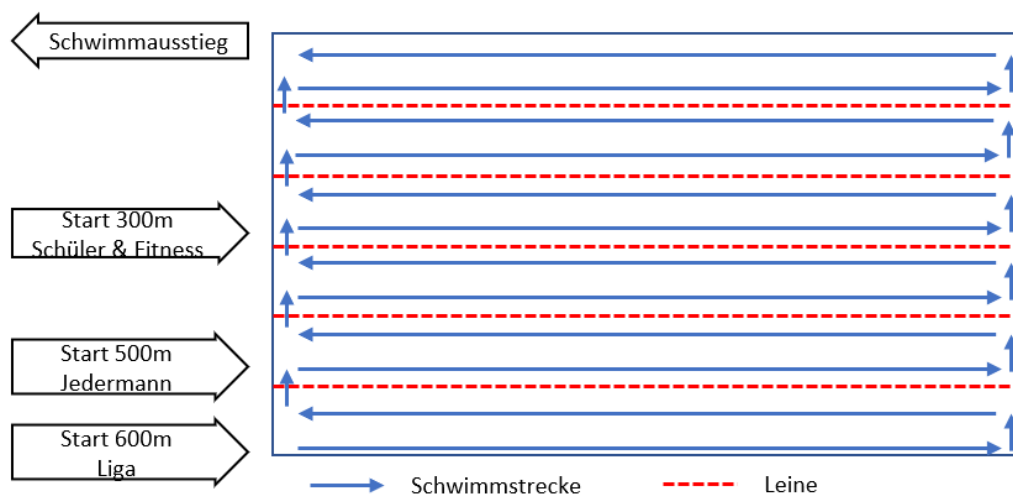 Schwimmausstieg
Start 300m
Schüler & Fitness
Start 500m
Jedermann
Start 600m
Liga
Schwimmstrecke
Leine